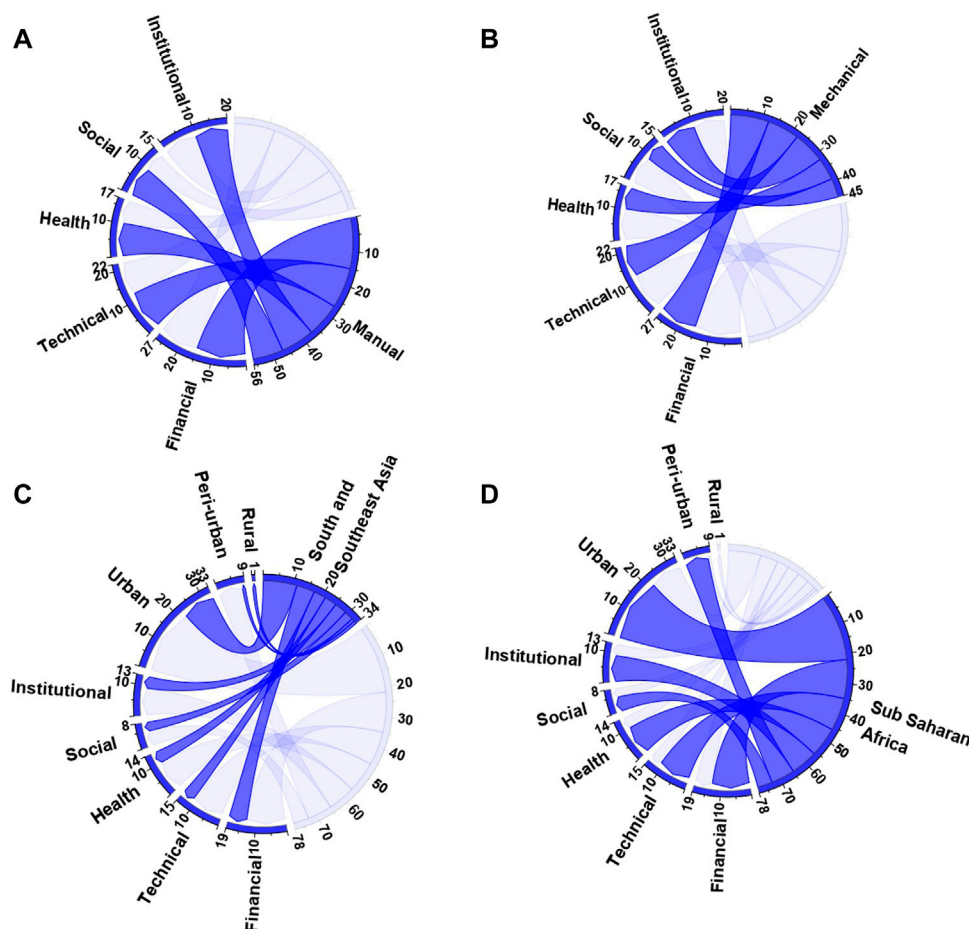 A
Institutional 10 20
Social 10 15
Health 10 17
Technical 10 20 22
Financial 10 20 27
Manual 10 20 30 40 50 56
B
Institutional 10 20
Mechanical 10 20 30 40 45
Social 10 15
Health 10 17
Technical 10 20 22
Financial 10 20 27
C
Rural 1
Peri-urban 9
Urban 10 20 30 33
South and
Southeast Asia
10 20 30 34
Institutional 10 13
Social 8
Health 10 14
Technical 10 15
Financial 10 19
10 20 30 40 50 60 70 78
D
Rural 1
Peri-urban 9
Urban 10 20 30 33
Institutional 10 13
Social 8
Health 10 14
Technical 10 15
Financial 10 19
Sub Saharan
Africa
10 20 30 40 50 60 70 78